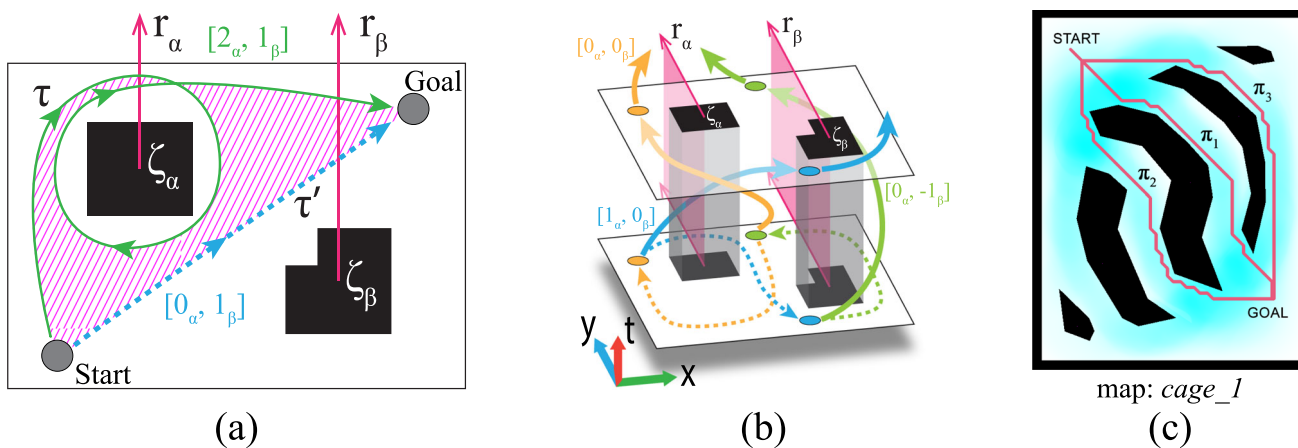 r_α
[2_α, 1_β]
r_β
τ
Goal
ζ_α
τ'
ζ_β
[0_α, 1_β]
Start
(a)
[0_α, 0_β]
r_α
r_β
ζ_α
ζ_β
[1_α, 0_β]
[0_α, -1_β]
y
t
x
(b)
START
π_3
π_1
π_2
GOAL
map: cage_1
(c)